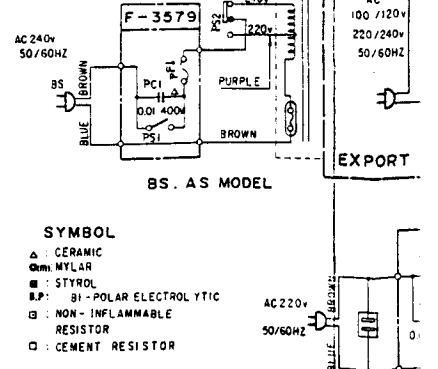 F-3579
AC 240v
50/60HZ
BS
BROWN
BLUE
PC1
PF1
0.01 400V
PS1
PS2
220v
PURPLE
BROWN
BS. AS MODEL
AC
100 /120v
220/240v
50/60HZ
EXPORT
SYMBOL
△ : CERAMIC
MYLAR
■ : STYROL
B.P: BI-POLAR ELECTROLYTIC
: NON-INFLAMMABLE
RESISTOR
□ : CEMENT RESISTOR
AC220v
50/60HZ
BROWN
BLUE